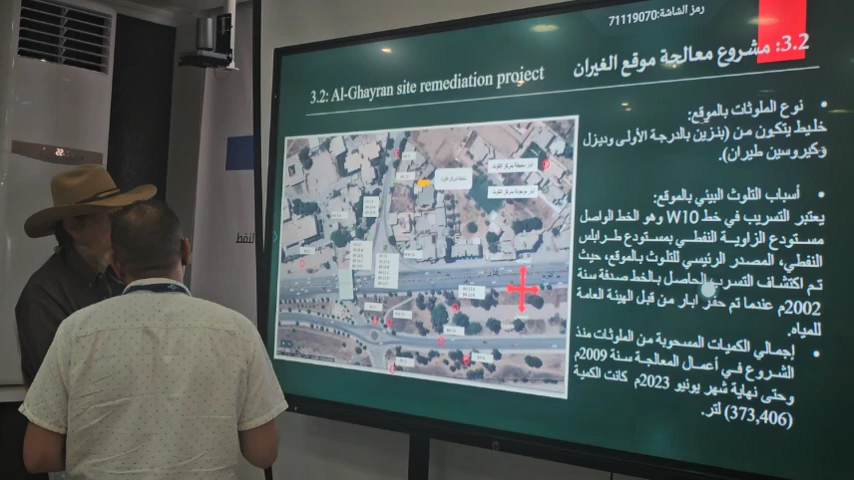 رمز الشاشة: 71119070
3.2: مشروع معالجة موقع الغيران
3.2: Al-Ghayran site remediation project
• نوع الملوثات بالموقع:
خليط يتكون من (بنزين بالدرجة الأولى وديزل
وكيروسين طيران).
• أسباب التلوث البيئي بالموقع:
يعتبر التسريب في خط W10 وهو الخط الواصل
مستودع الزاوية النفطي بمستودع طرابلس
النفطي، المصدر الرئيسي للتلوث بالموقع، حيث
تم اكتشاف التسرب الحاصل بالخط صدفة سنة
2002م عندما تم حفر ابار من قبل الهيئة العامة
للمياه.
• إجمالي الكميات المسحوبة من الملوثات منذ
الشروع في أعمال المعالجة سنة 2009م
وحتى نهاية شهر يونيو 2023م كانت الكمية
(373,406) لتر.
النفط